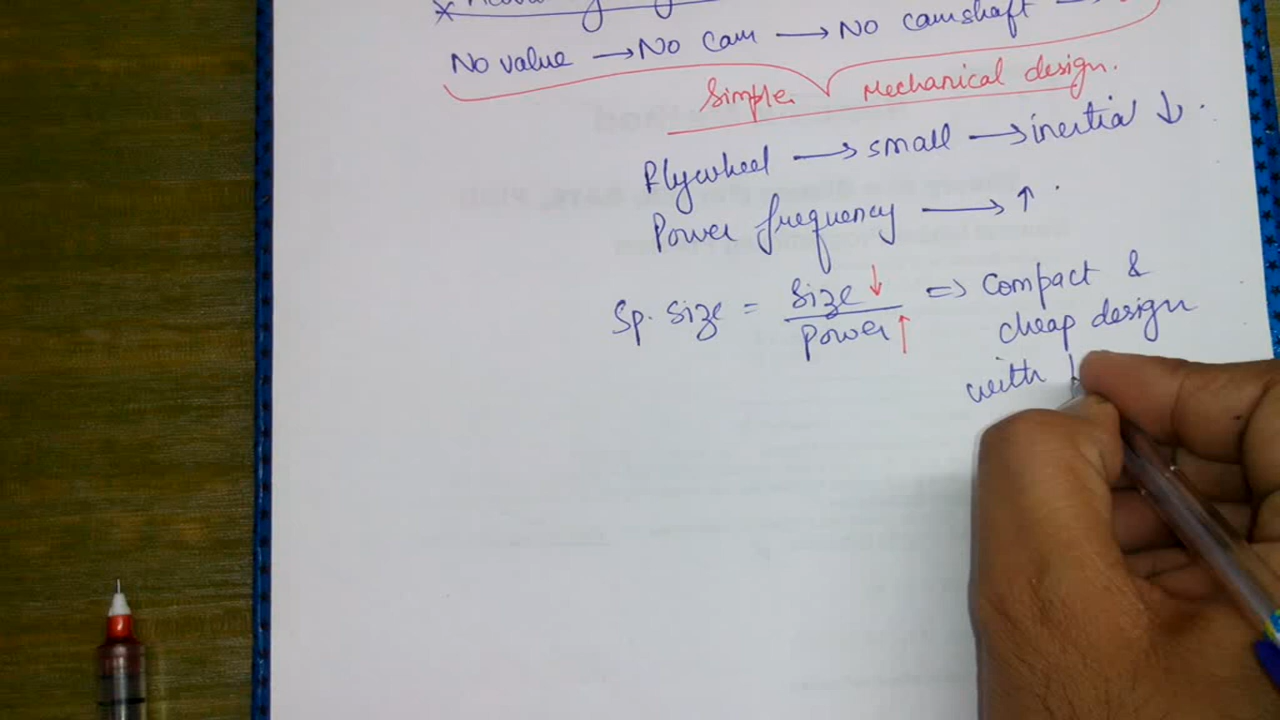 No value → No Cam → No camshaft →
Simple Mechanical design.
Flywheel → small → inertia ↓.
Power frequency → ↑.
Sp. Size = Size ↓ / Power ↑ ⇒ Compact &
cheap design
with